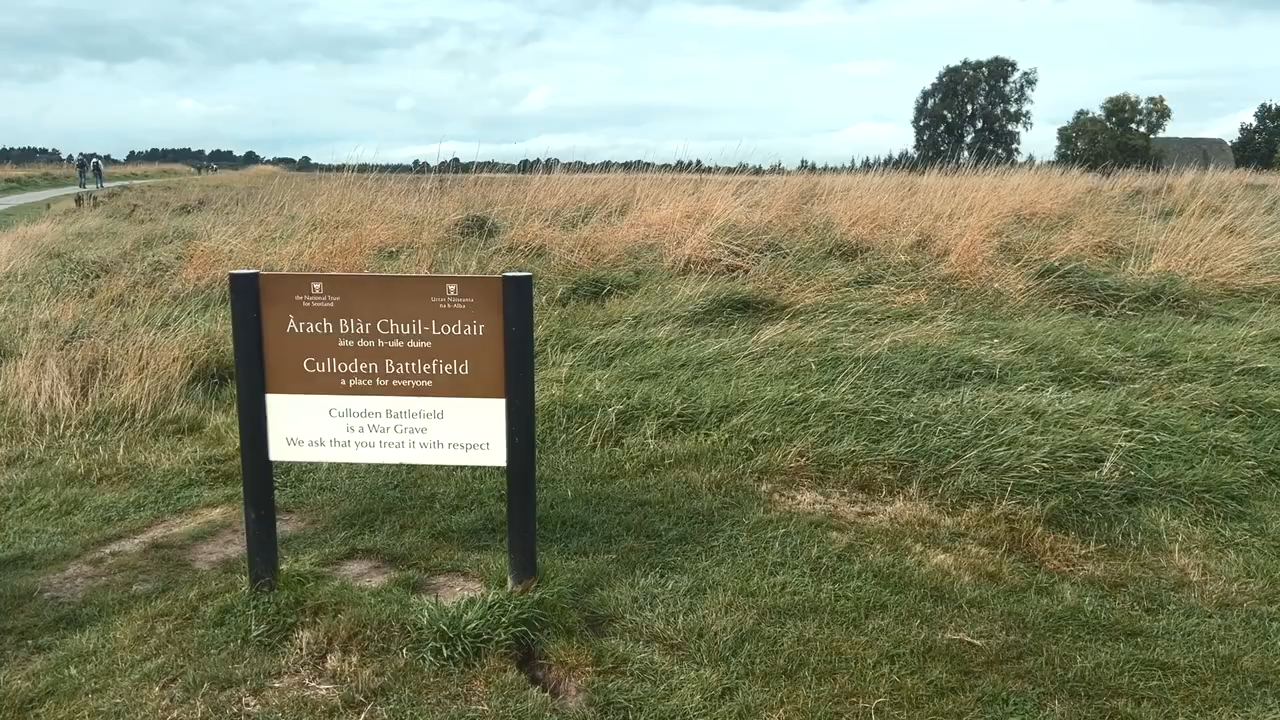 the National Trust
for Scotland
Urras Nàiseanta
na h-Alba
Àrach Blàr Chuil-Lodair
àite don h-uile duine
Culloden Battlefield
a place for everyone
Culloden Battlefield
is a War Grave
We ask that you treat it with respect